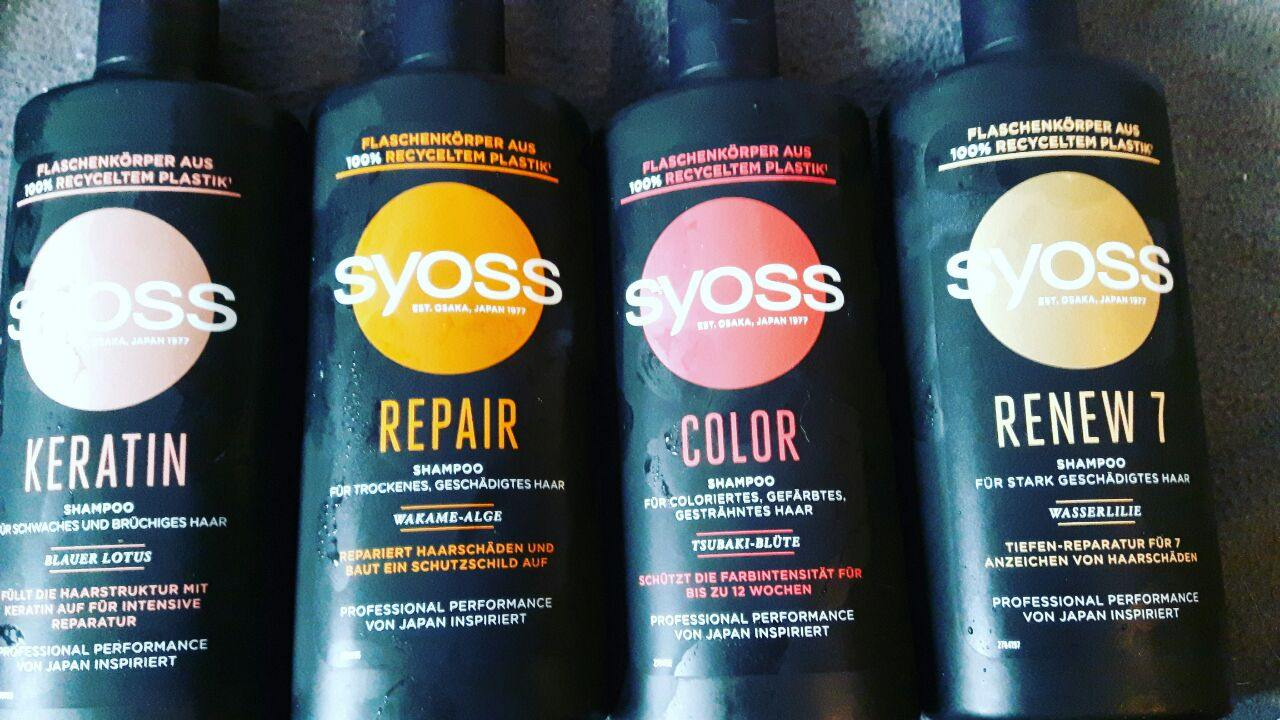 FLASCHENKÖRPER AUS
100% RECYCELTEM PLASTIK¹
syoss
OSAKA, JAPAN 1977
KERATIN
SHAMPOO
SCHWACHES UND BRÜCHIGES HAAR
BLAUER LOTUS
FÜLLT DIE HAARSTRUKTUR MIT
KERATIN AUF FÜR INTENSIVE
REPARATUR
PROFESSIONAL PERFORMANCE
VON JAPAN INSPIRIERT
FLASCHENKÖRPER AUS
100% RECYCELTEM PLASTIK¹
syoss
EST. OSAKA, JAPAN 1977
REPAIR
SHAMPOO
FÜR TROCKENES, GESCHÄDIGTES HAAR
WAKAME-ALGE
REPARIERT HAARSCHÄDEN UND
BAUT EIN SCHUTZSCHILD AUF
PROFESSIONAL PERFORMANCE
VON JAPAN INSPIRIERT
FLASCHENKÖRPER AUS
100% RECYCELTEM PLASTIK¹
syoss
EST. OSAKA, JAPAN 1977
COLOR
SHAMPOO
FÜR COLORIERTES, GEFÄRBTES,
GESTRÄHNTES HAAR
TSUBAKI-BLÜTE
SCHÜTZT DIE FARBINTENSITÄT FÜR
BIS ZU 12 WOCHEN
PROFESSIONAL PERFORMANCE
VON JAPAN INSPIRIERT
FLASCHENKÖRPER AUS
100% RECYCELTEM PLASTIK¹
syoss
EST. OSAKA, JAPAN 1977
RENEW 7
SHAMPOO
FÜR STARK GESCHÄDIGTES HAAR
WASSERLILIE
TIEFEN-REPARATUR FÜR 7
ANZEICHEN VON HAARSCHÄDEN
PROFESSIONAL PERFORMANCE
VON JAPAN INSPIRIERT